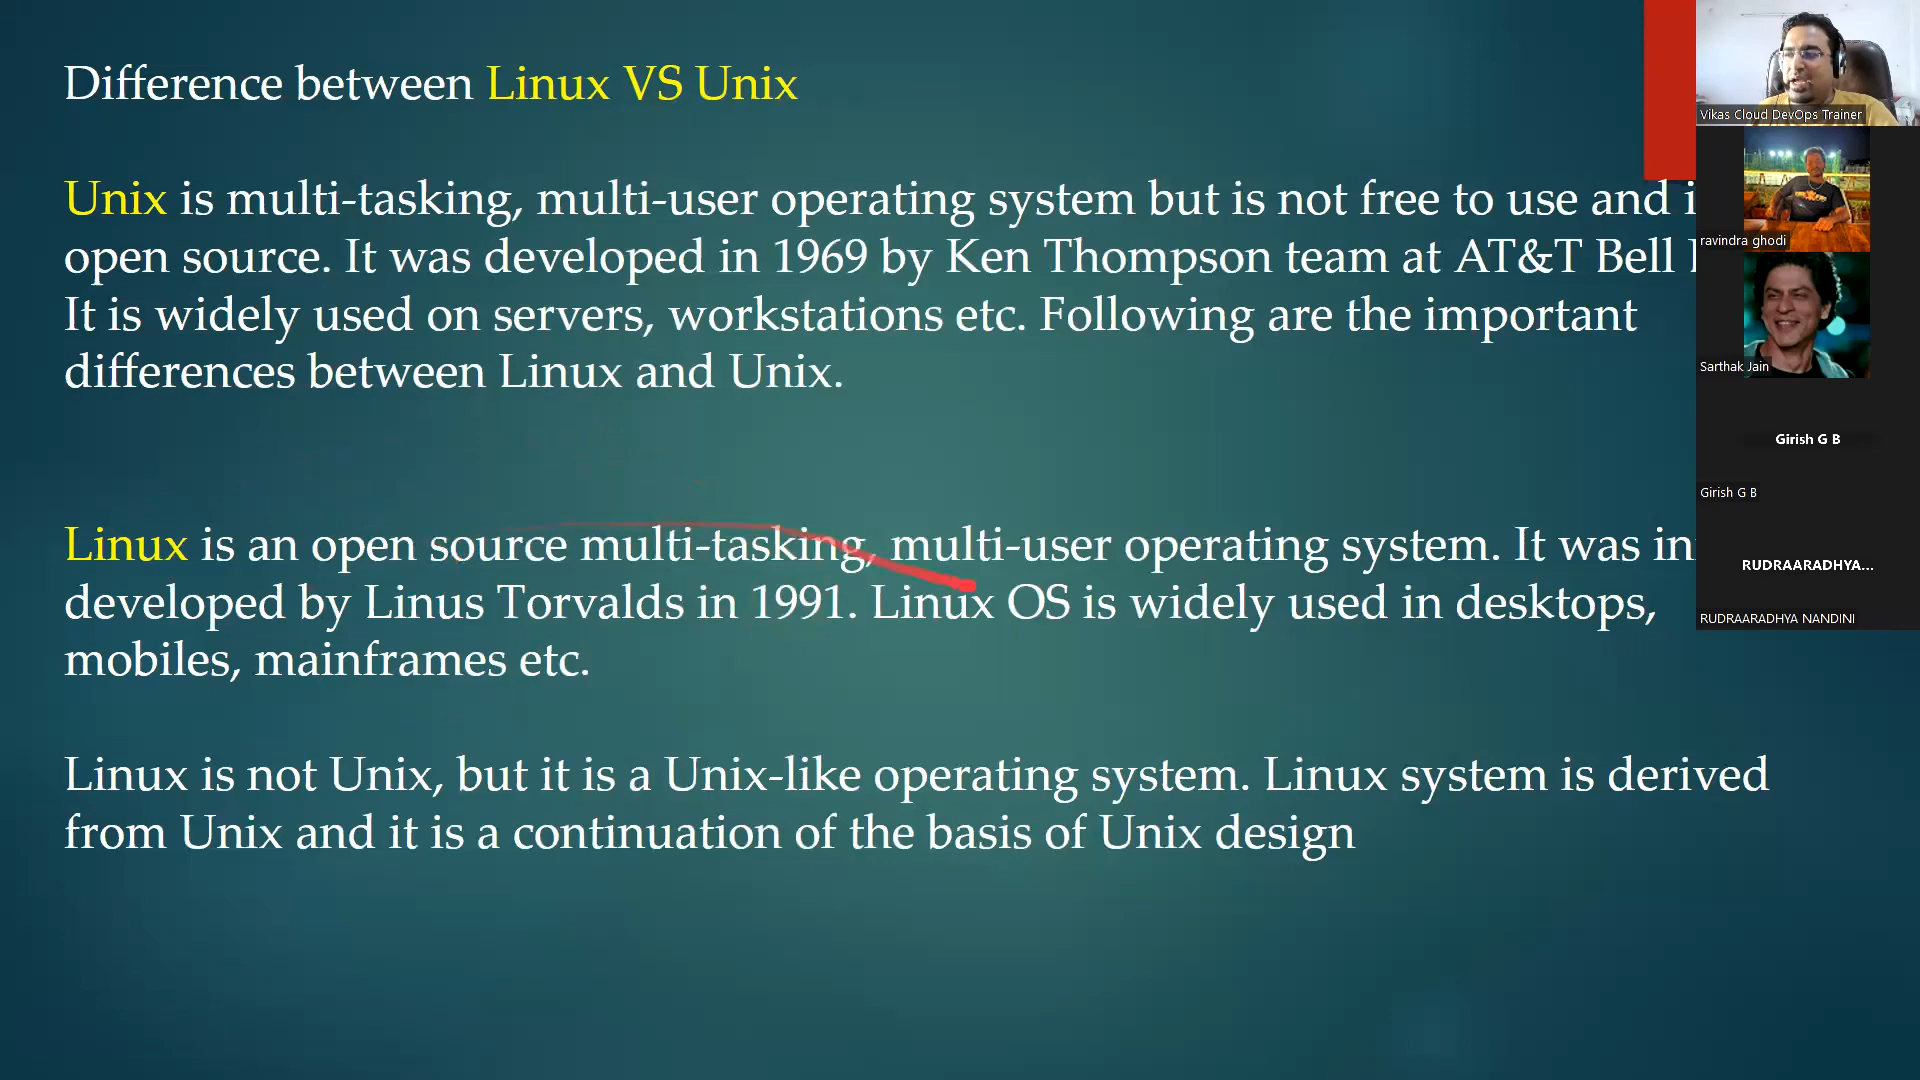 Difference between Linux VS Unix
Unix is multi-tasking, multi-user operating system but is not free to use and
open source. It was developed in 1969 by Ken Thompson team at AT&T Bell
It is widely used on servers, workstations etc. Following are the important
differences between Linux and Unix.
Linux is an open source multi-tasking, multi-user operating system. It was
developed by Linus Torvalds in 1991. Linux OS is widely used in desktops,
mobiles, mainframes etc.
Linux is not Unix, but it is a Unix-like operating system. Linux system is derived
from Unix and it is a continuation of the basis of Unix design
Vikas Cloud DevOps Trainer
ravindra ghodi
Sarthak Jain
Girish G B
Girish G B
RUDRAARADHYA...
RUDRAARADHYA NANDINI